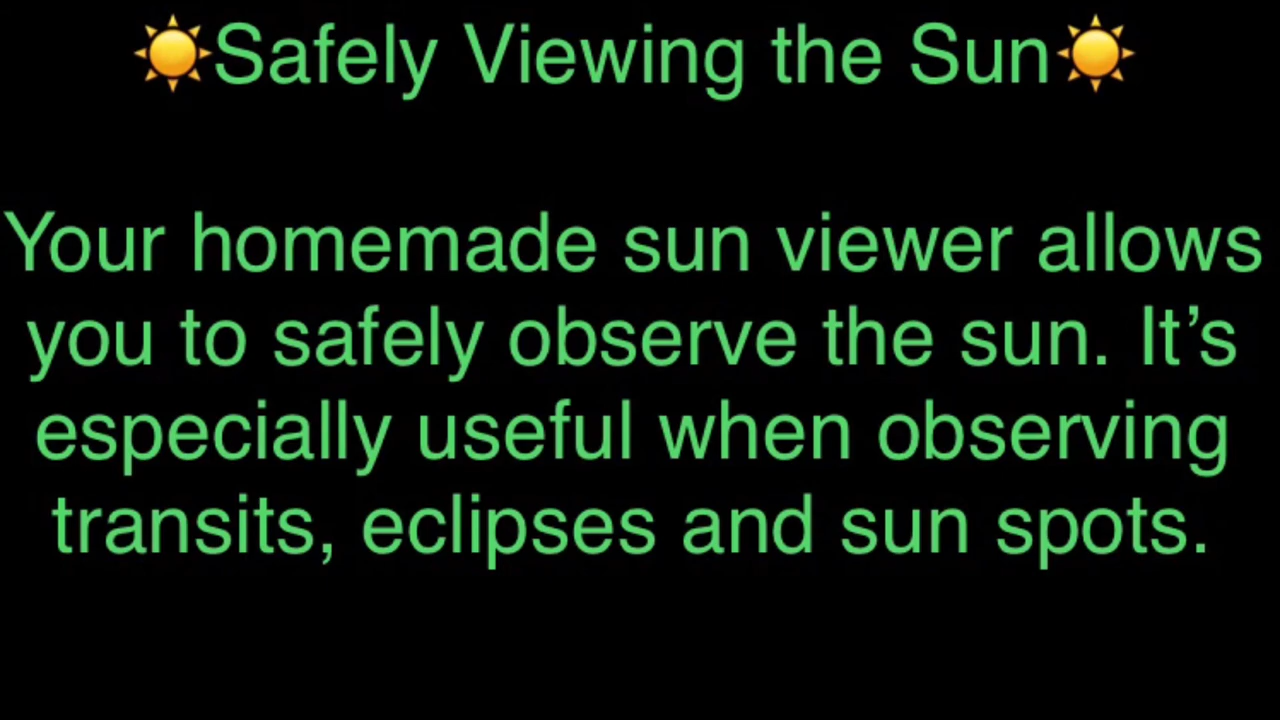 ☀️Safely Viewing the Sun☀️
Your homemade sun viewer allows
you to safely observe the sun. It’s
especially useful when observing
transits, eclipses and sun spots.